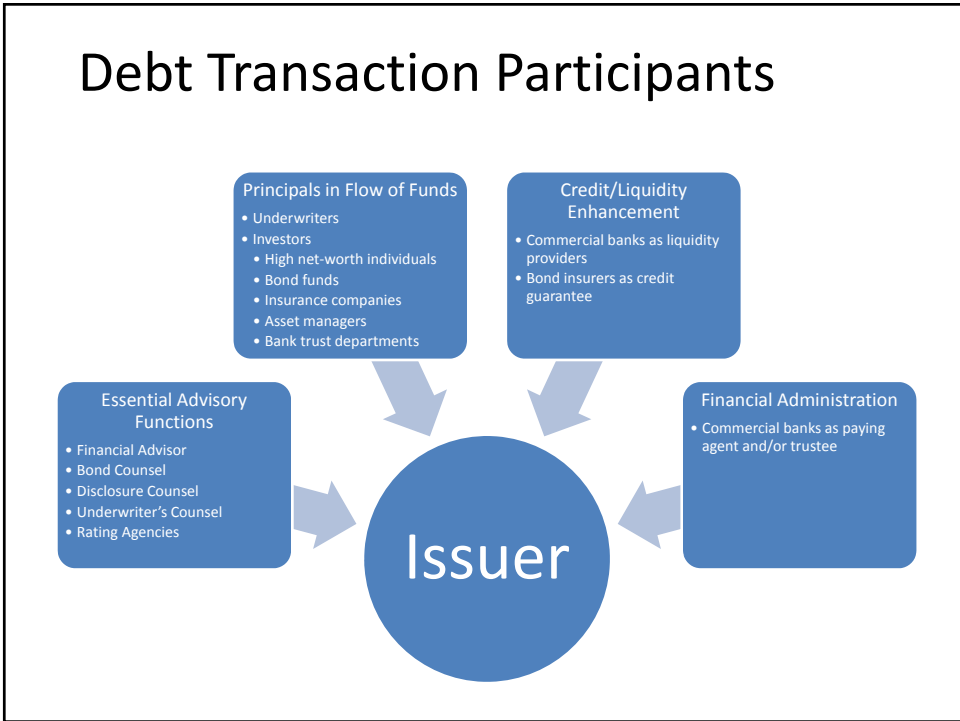 Debt Transaction Participants
Principals in Flow of Funds
• Underwriters
• Investors
• High net-worth individuals
• Bond funds
• Insurance companies
• Asset managers
• Bank trust departments
Credit/Liquidity
Enhancement
• Commercial banks as liquidity
providers
• Bond insurers as credit
guarantee
Essential Advisory
Functions
• Financial Advisor
• Bond Counsel
• Disclosure Counsel
• Underwriter’s Counsel
• Rating Agencies
Financial Administration
• Commercial banks as paying
agent and/or trustee
Issuer